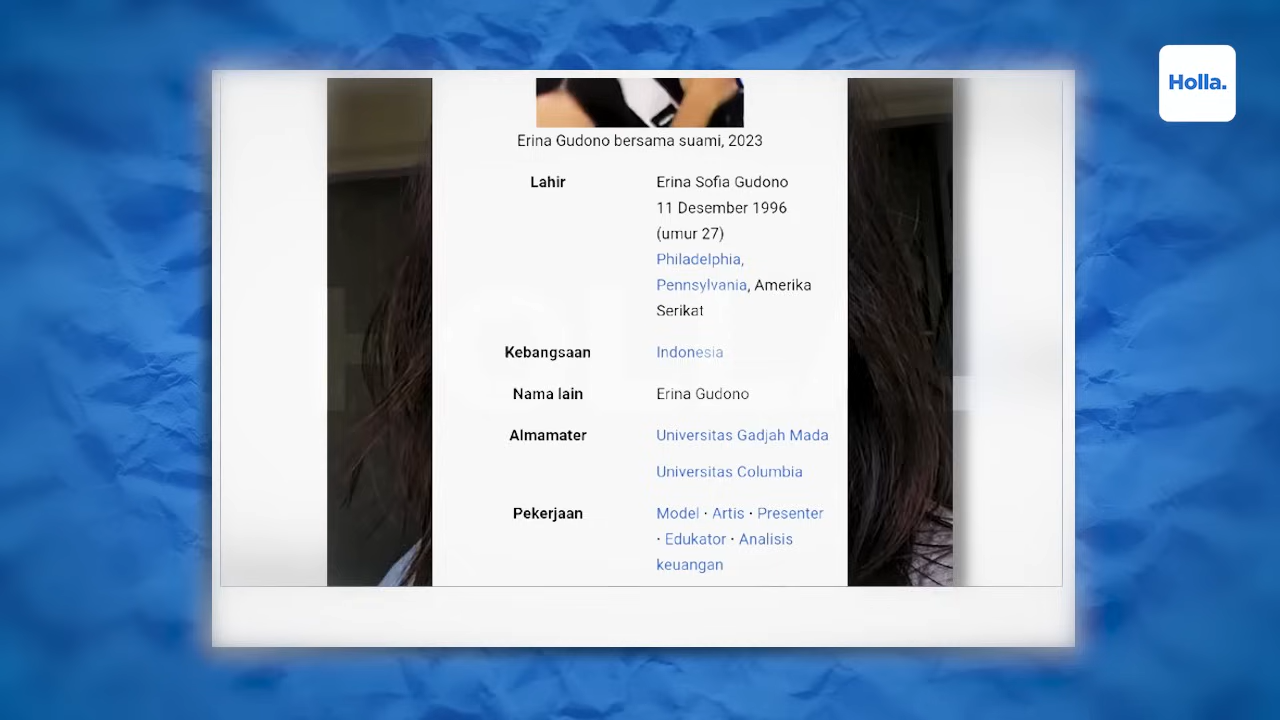 Holla.
Erina Gudono bersama suami, 2023
Lahir
Erina Sofia Gudono
11 Desember 1996
(umur 27)
Philadelphia,
Pennsylvania, Amerika
Serikat
Kebangsaan
Indonesia
Nama lain
Erina Gudono
Almamater
Universitas Gadjah Mada
Universitas Columbia
Pekerjaan
Model · Artis · Presenter
· Edukator · Analisis
keuangan